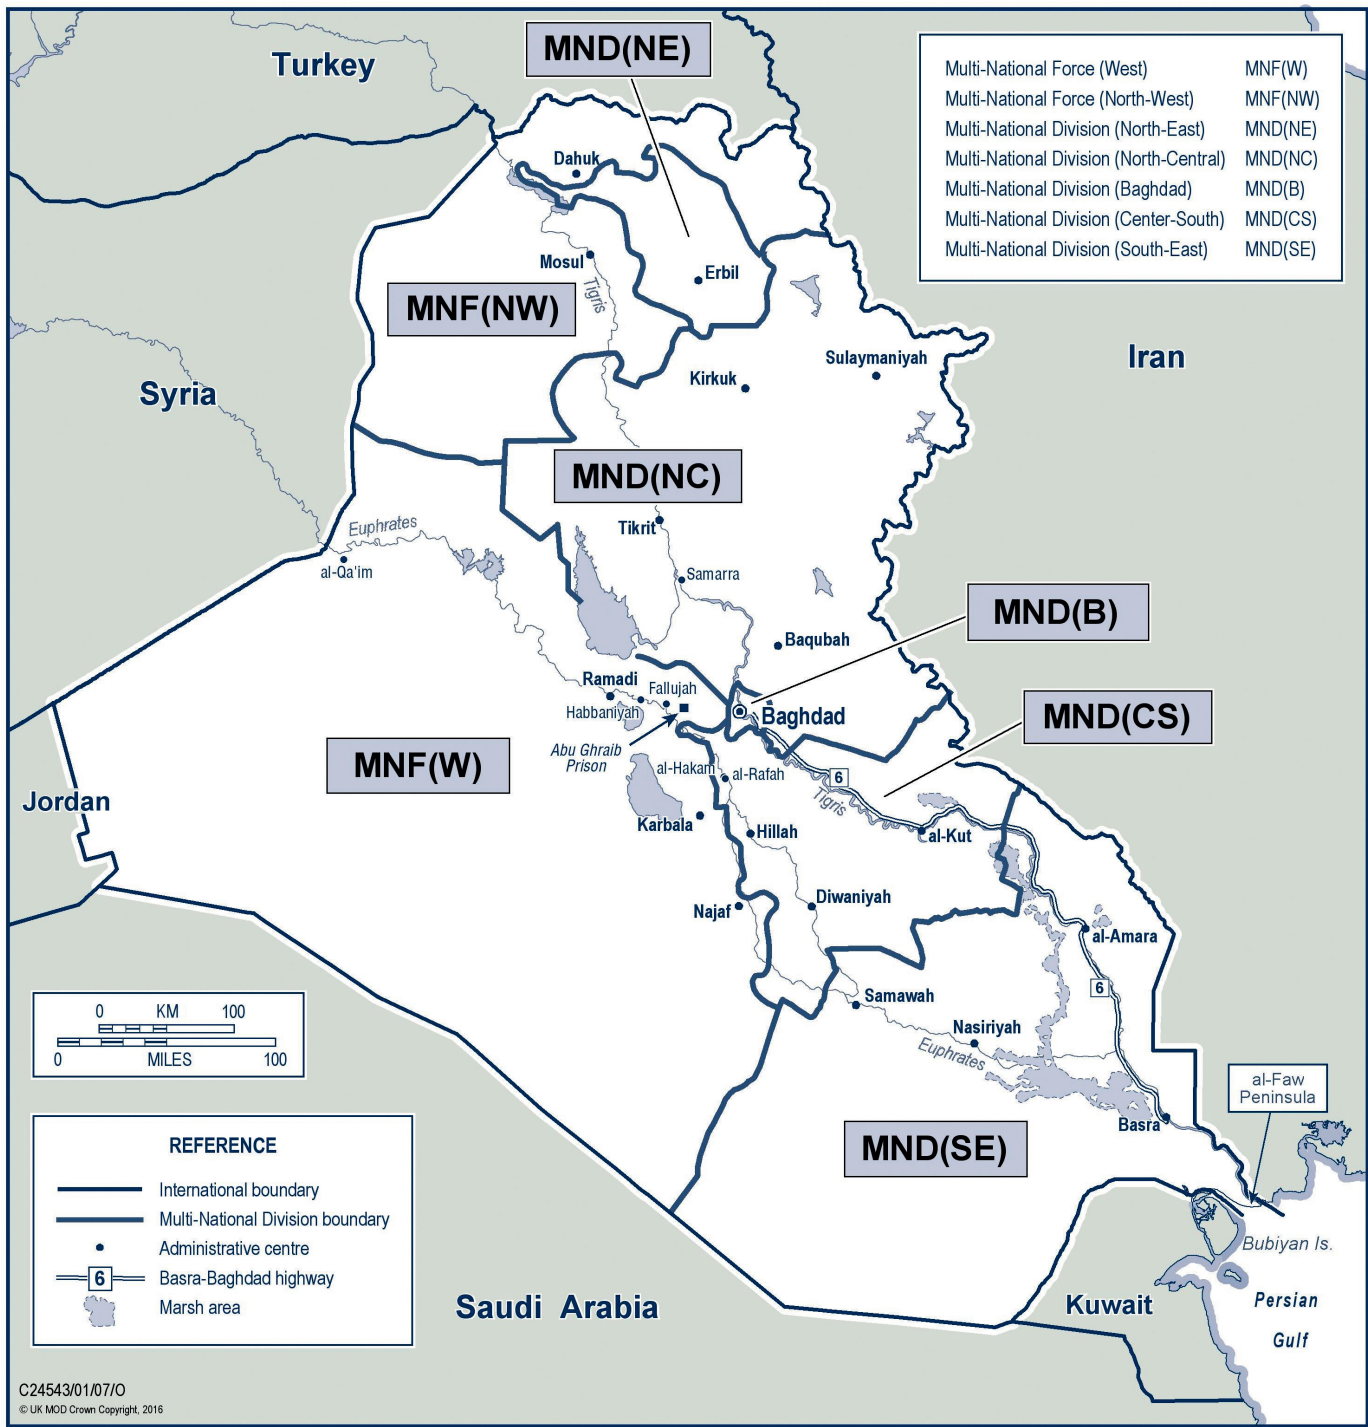 Turkey
MND(NE)
Multi-National Force (West) MNF(W)
Multi-National Force (North-West) MNF(NW)
Multi-National Division (North-East) MND(NE)
Multi-National Division (North-Central) MND(NC)
Multi-National Division (Baghdad) MND(B)
Multi-National Division (Center-South) MND(CS)
Multi-National Division (South-East) MND(SE)
Dahuk
Mosul
Erbil
Tigris
MNF(NW)
Iran
Sulaymaniyah
Kirkuk
Syria
MND(NC)
Euphrates
Tikrit
al-Qa'im
Samarra
MND(B)
Baqubah
Ramadi
Fallujah
Habbaniyah
Baghdad
MND(CS)
Abu Ghraib
Prison
MNF(W)
al-Hakam
al-Rafah
6
Jordan
Tigris
Karbala
Hillah
al-Kut
Najaf
Diwaniyah
al-Amara
6
Samawah
Nasiriyah
Euphrates
0 KM 100
0 MILES 100
al-Faw
Peninsula
Basra
MND(SE)
REFERENCE
International boundary
Multi-National Division boundary
Administrative centre
6 Basra-Baghdad highway
Marsh area
Bubiyan Is.
Saudi Arabia
Kuwait
Persian
Gulf
C24543/01/07/O
© UK MOD Crown Copyright, 2016